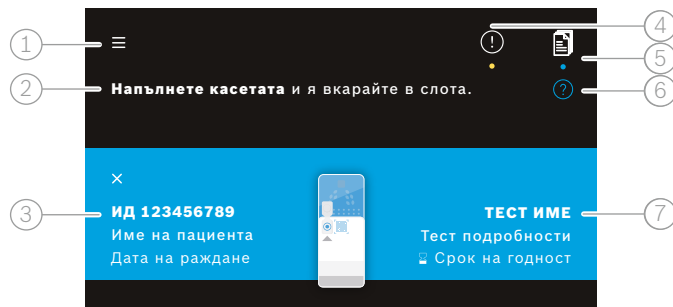 1
4
!
5
2
Напълнете касетата и я вкарайте в слота.
?
6
3
ИД 123456789
Име на пациента
Дата на раждане
ТЕСТ ИМЕ
Тест подробности
Срок на годност
7